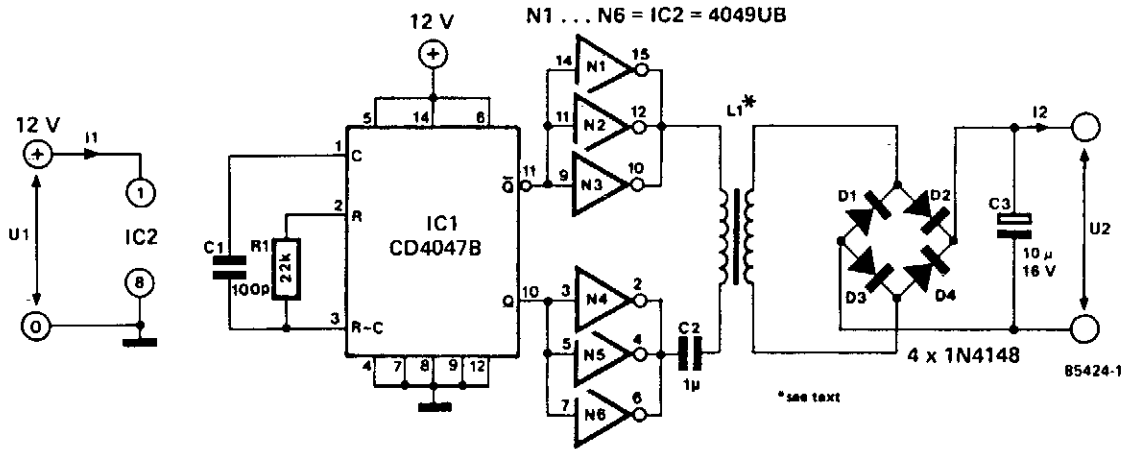 N1 . . . N6 = IC2 = 4049UB
12 V
+
14
N1
15
L1*
5
14
6
11
N2
12
I2
12 V
I1
+
1
C
Q̅
11
9
N3
10
D1
D2
C3
1
2
R
IC1
CD4047B
U1
IC2
C1
100p
R1
22k
10 µ
16 V
U2
8
10
Q
3
N4
2
D3
D4
3
R~C
5
N5
4
C2
1µ
0
4
7
8
9
12
7
N6
6
4 x 1N4148
85424-1
*see text